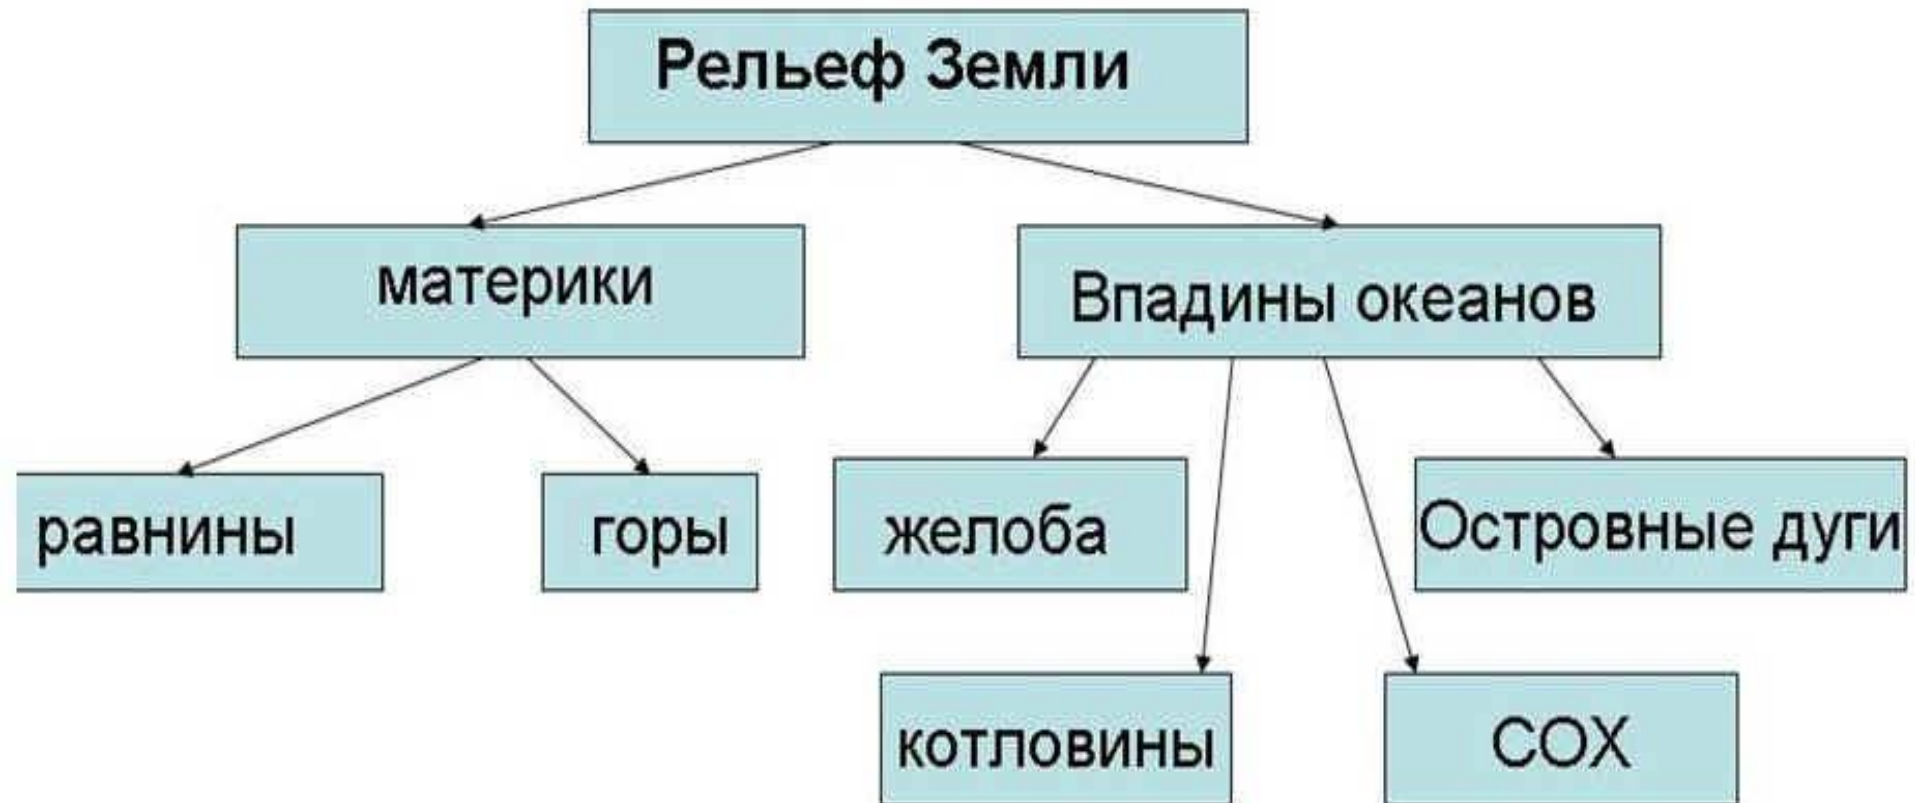 Рельеф Земли
материки
Впадины океанов
равнины
горы
желоба
Островные дуги
котловины
СОХ